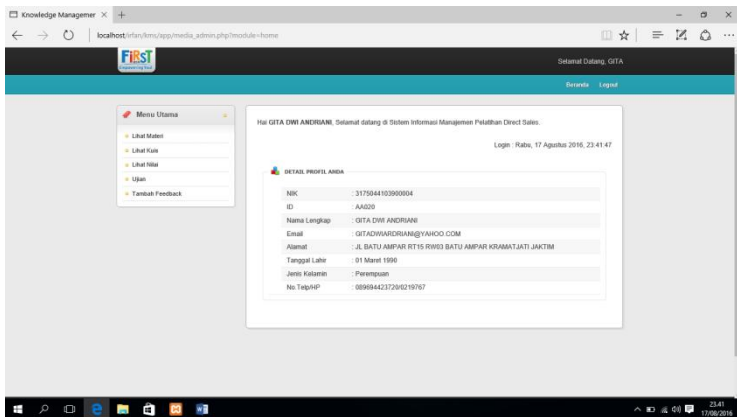 Knowledge Managemer
localhost/irfan/kms/app/media_admin.php?module=home
FiRST
Selamat Datang, GITA
Beranda Logout
Menu Utama
Lihat Materi
Lihat Kuis
Lihat Nilai
Ujian
Tambah Feedback
Hai GITA DWI ANDRIANI, Selamat datang di Sistem Informasi Manajemen Pelatihan Direct Sales.
Login : Rabu, 17 Agustus 2016, 23:41:47
DETAIL PROFIL ANDA
NIK : 3175044103900004
ID : AA020
Nama Lengkap : GITA DWI ANDRIANI
Email : GITADWIARDRIANI@YAHOO.COM
Alamat : JL BATU AMPAR RT15 RW03 BATU AMPAR KRAMATJATI JAKTIM
Tanggal Lahir : 01 Maret 1990
Jenis Kelamin : Perempuan
No.Telp/HP : 089694423720/0219767
23.41
17/08/2016